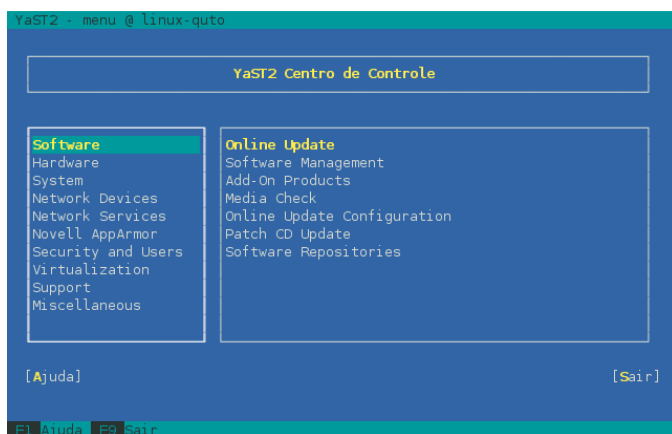 YaST2 - menu @ linux-quto
YaST2 Centro de Controle
Software
Hardware
System
Network Devices
Network Services
Novell AppArmor
Security and Users
Virtualization
Support
Miscellaneous
Online Update
Software Management
Add-On Products
Media Check
Online Update Configuration
Patch CD Update
Software Repositories
[Ajuda] [Sair]
F1 Ajuda F9 Sair